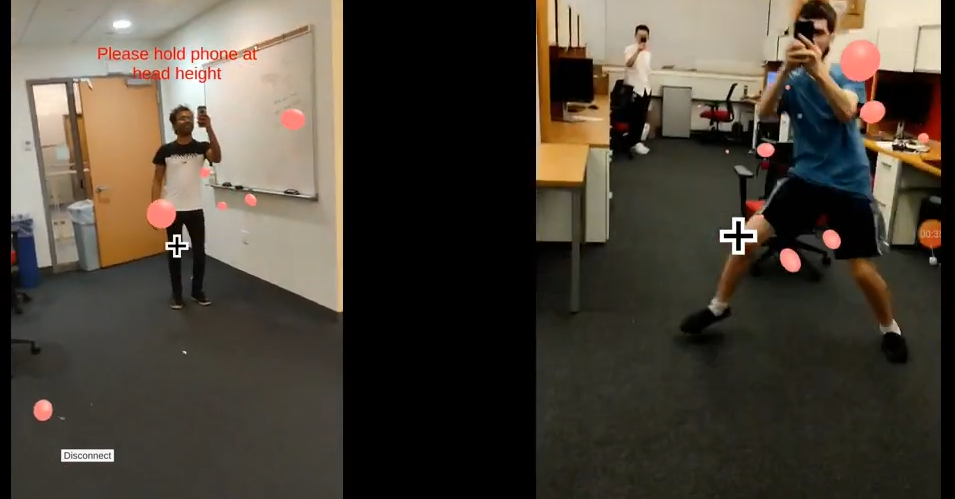 Please hold phone at
head height
Disconnect